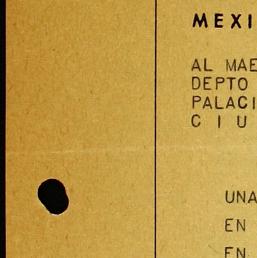 MEXI
AL MAE
DEPTO
PALACI
C I U
UNA
EN
EN